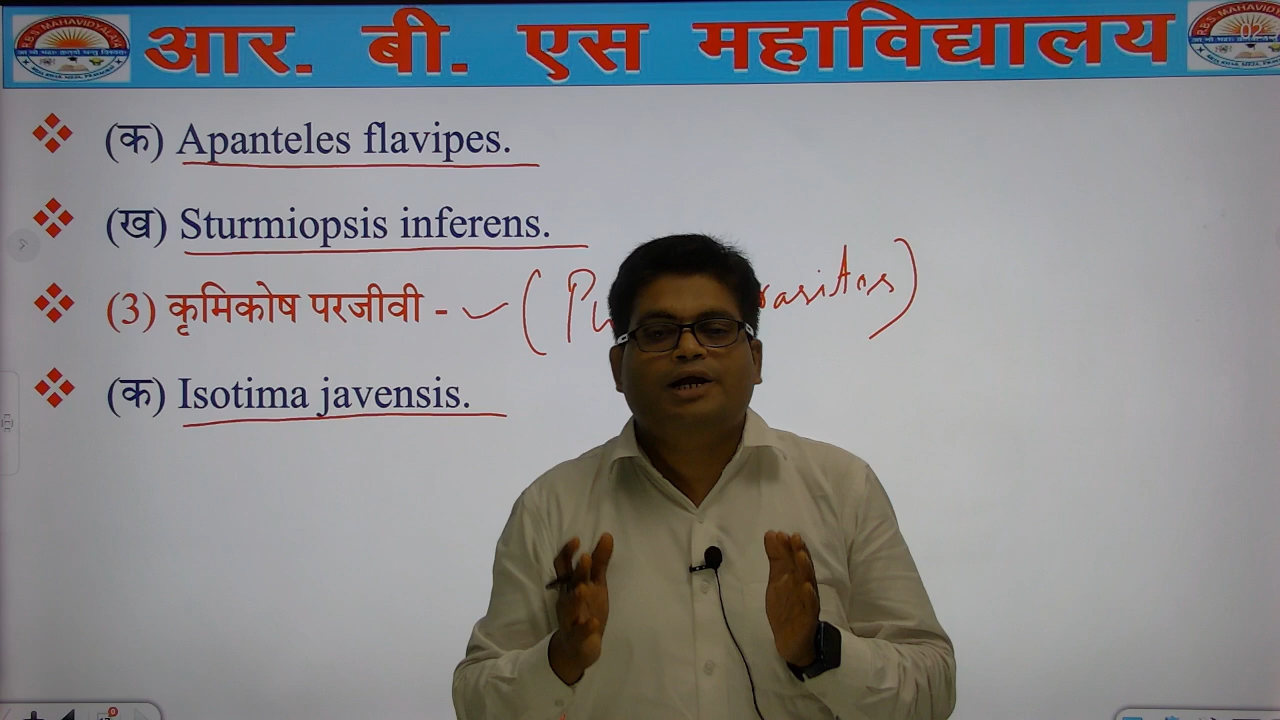 आर. बी. एस महाविद्यालय
(क) Apanteles flavipes.
(ख) Sturmiopsis inferens.
(3) कृमिकोष परजीवी -
(क) Isotima javensis.